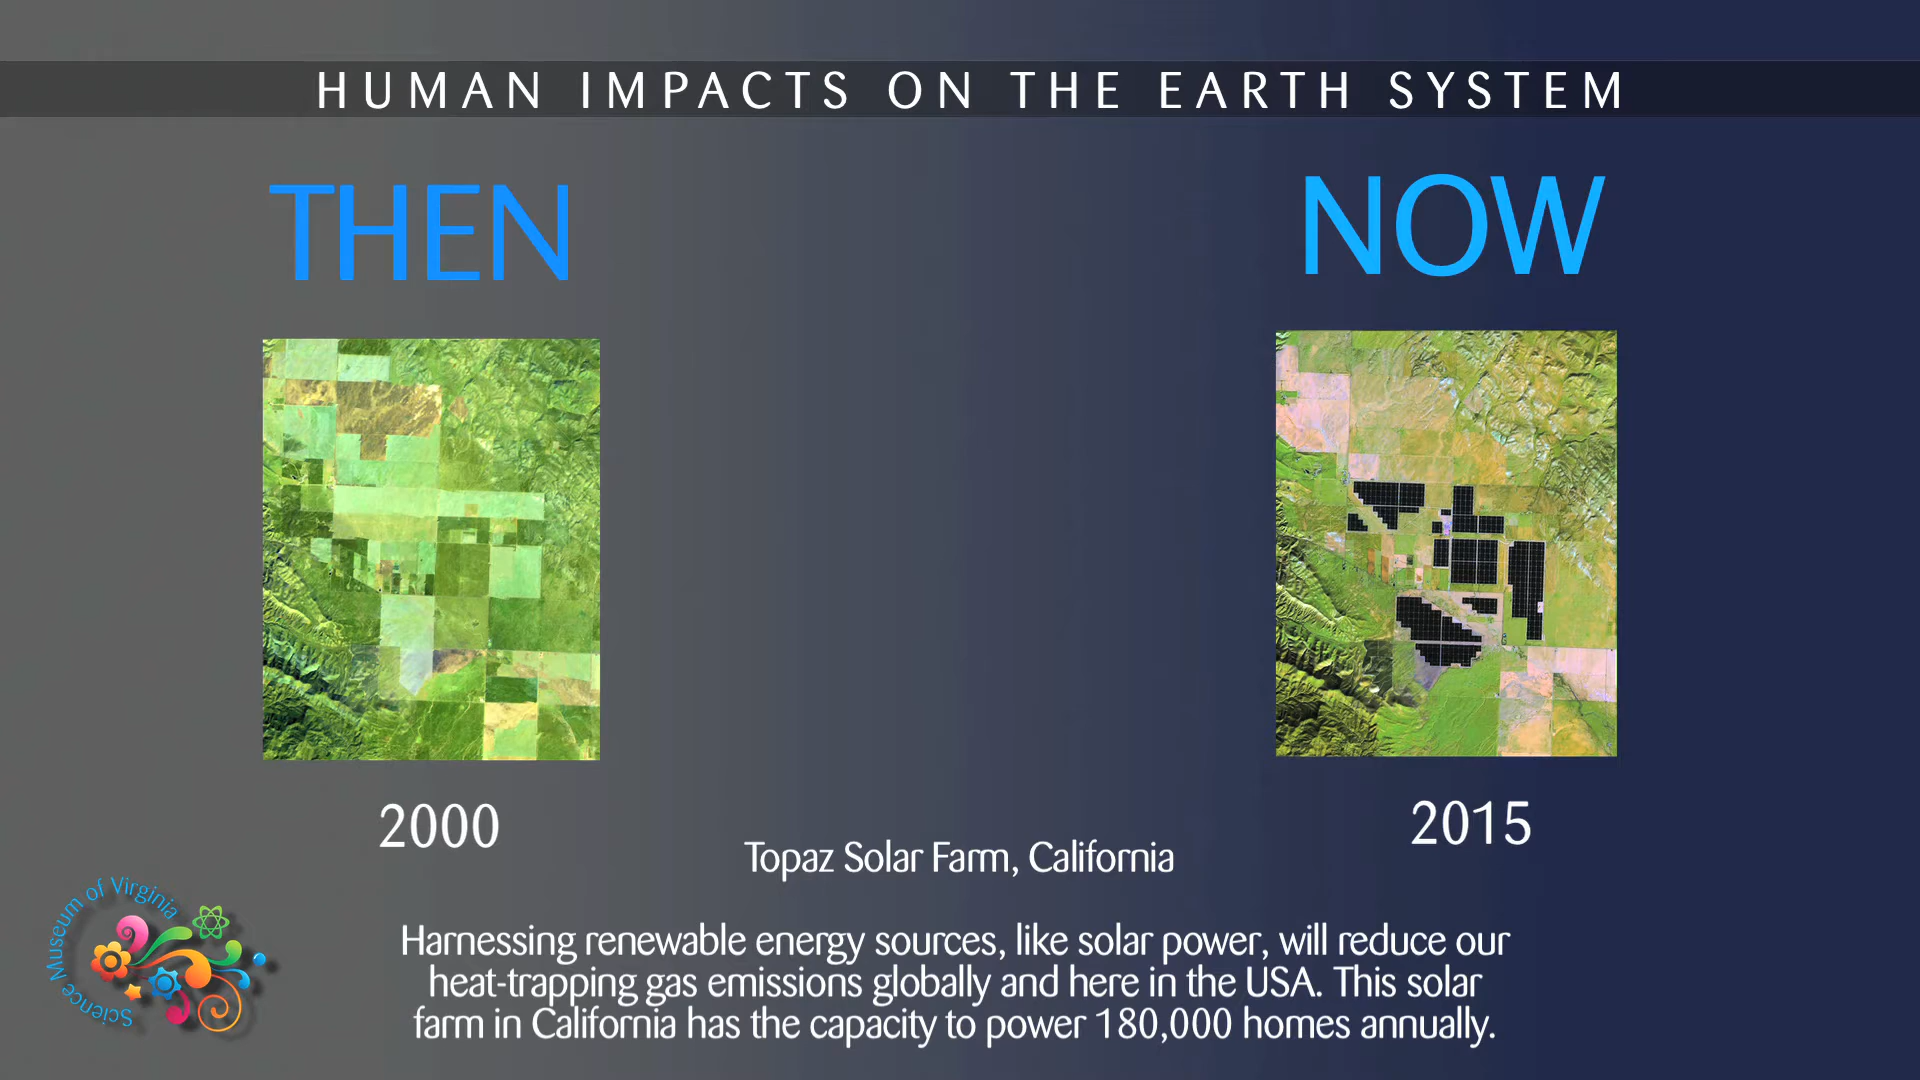 HUMAN IMPACTS ON THE EARTH SYSTEM
THEN
NOW
2000
2015
Topaz Solar Farm, California
Harnessing renewable energy sources, like solar power, will reduce our
heat-trapping gas emissions globally and here in the USA. This solar
farm in California has the capacity to power 180,000 homes annually.
Science Museum of Virginia